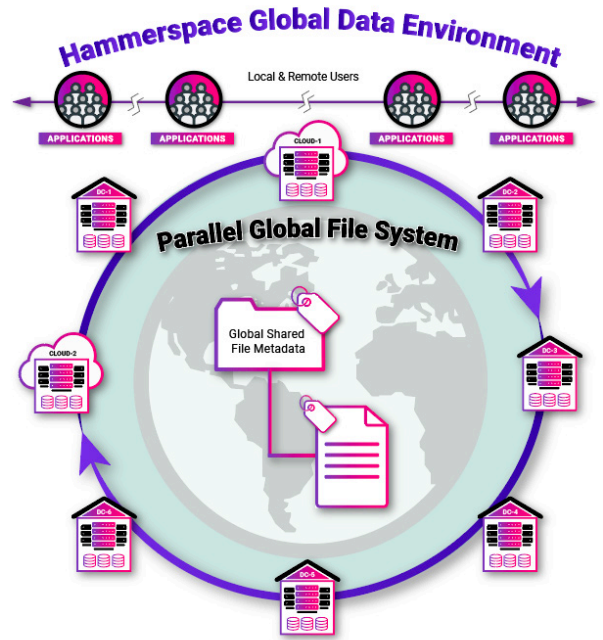 Hammerspace Global Data Environment
Local & Remote Users
APPLICATIONS
APPLICATIONS
APPLICATIONS
APPLICATIONS
CLOUD-1
DC-1
DC-2
Parallel Global File System
Global Shared
File Metadata
CLOUD-2
DC-3
DC-6
DC-4
DC-5